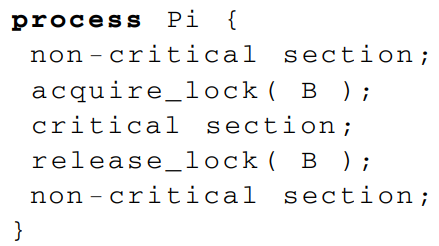 process Pi {
non-critical section;
acquire_lock( B );
critical section;
release_lock( B );
non-critical section;
}